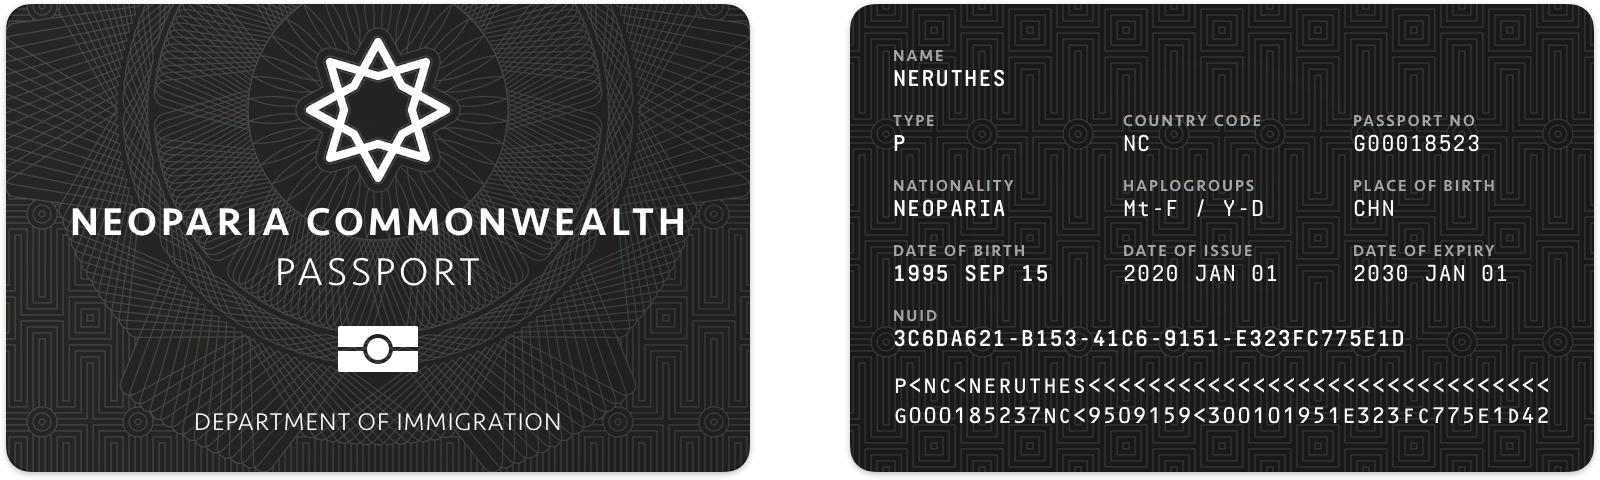 NEOPARIA COMMONWEALTH
PASSPORT
DEPARTMENT OF IMMIGRATION
NAME
NERUTHES
TYPE COUNTRY CODE PASSPORT NO
P NC G00018523
NATIONALITY HAPLOGROUPS PLACE OF BIRTH
NEOPARIA Mt-F / Y-D CHN
DATE OF BIRTH DATE OF ISSUE DATE OF EXPIRY
1995 SEP 15 2020 JAN 01 2030 JAN 01
NUID
3C6DA621-B153-41C6-9151-E323FC775E1D
P<NC<NERUTHES<<<<<<<<<<<<<<<<<<<<<<<<<<<<<<<
G000185237NC<9509159<300101951E323FC775E1D42